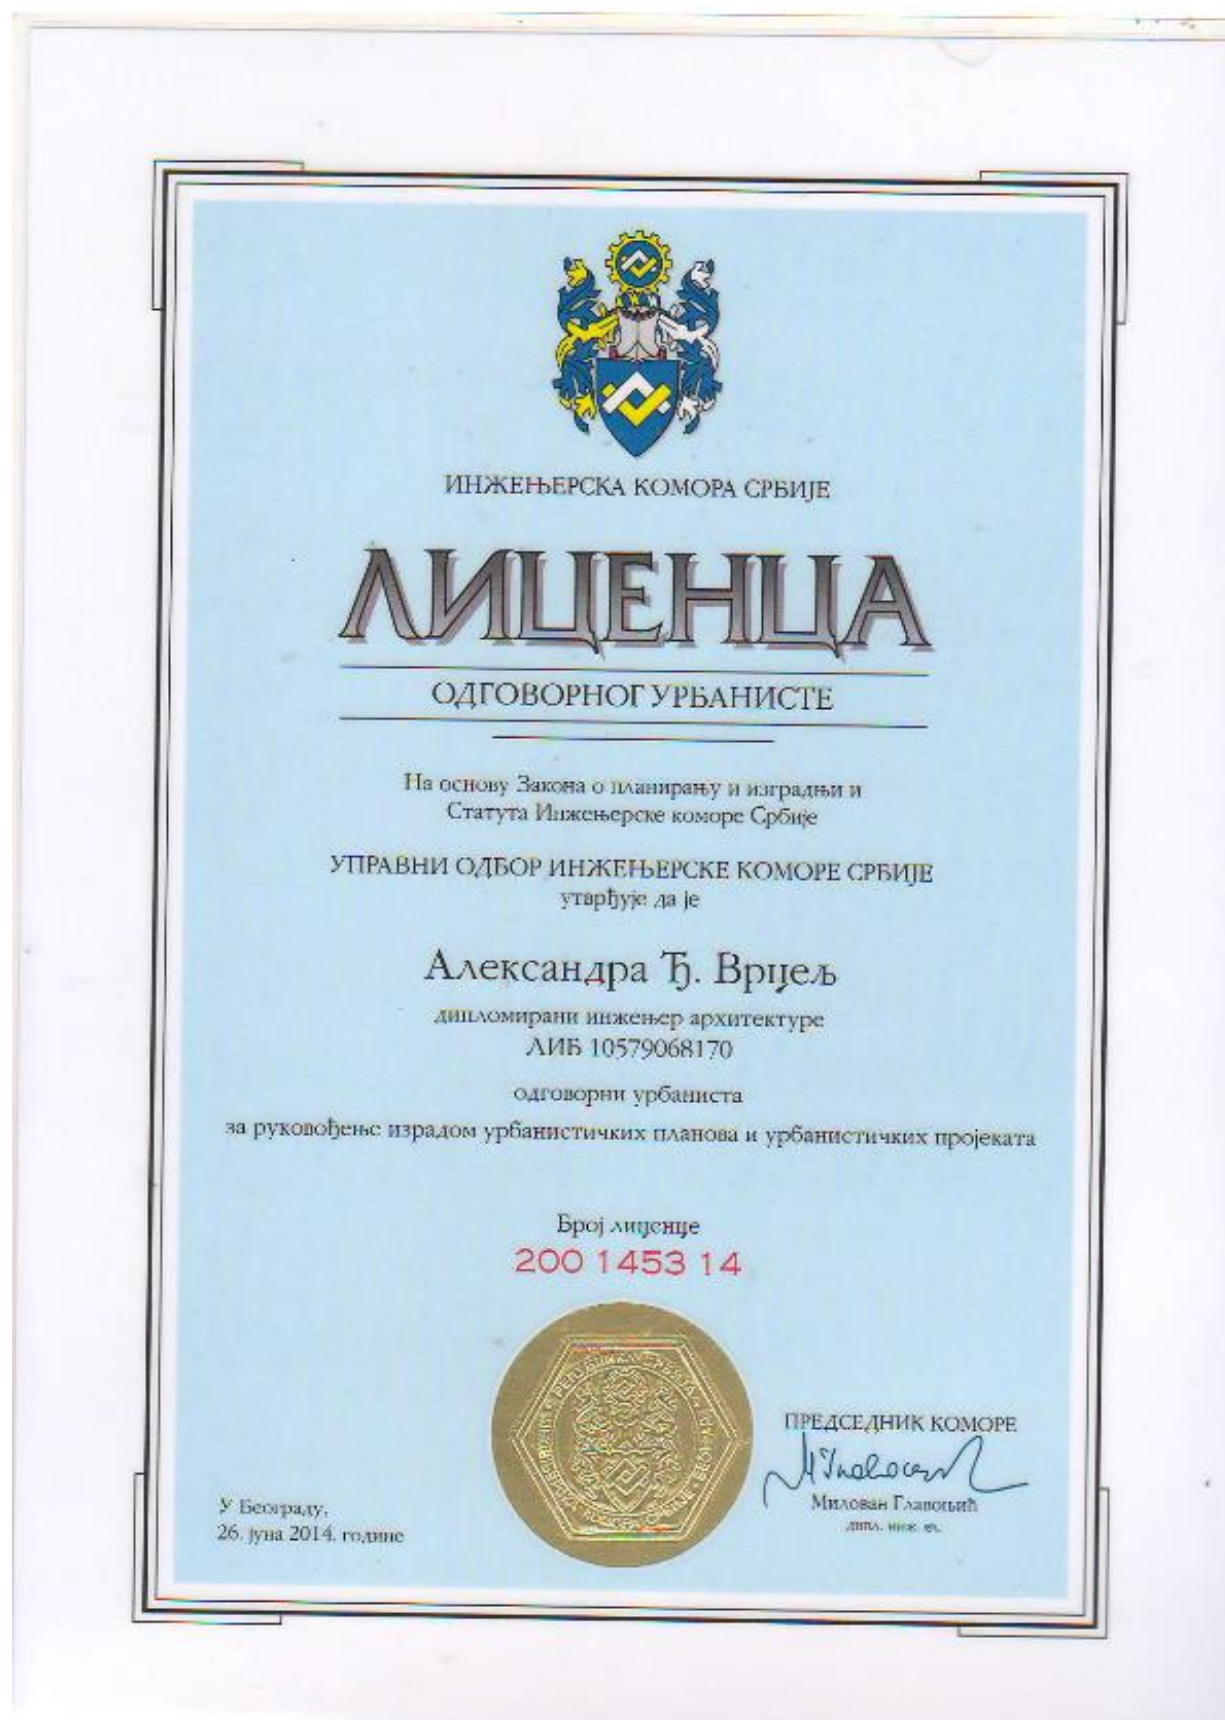 ИНЖЕЊЕРСКА КОМОРА СРБИЈЕ
ЛИЦЕНЦА
ОДГОВОРНОГ УРБАНИСТЕ
На основу Закона о планирању и изградњи и
Статута Инжењерске коморе Србије
УПРАВНИ ОДБОР ИНЖЕЊЕРСКЕ КОМОРЕ СРБИЈЕ
утврђује да је
Александра Ђ. Врцељ
дипломирани инжењер архитектуре
ЛИБ 10579068170
одговорни урбаниста
за руковођење израдом урбанистичких планова и урбанистичких пројеката
Број лиценце
200 1453 14
ПРЕДСЕДНИК КОМОРЕ
Милован Главоњић
дипл. инж. ел.
У Београду,
26. јуна 2014. године